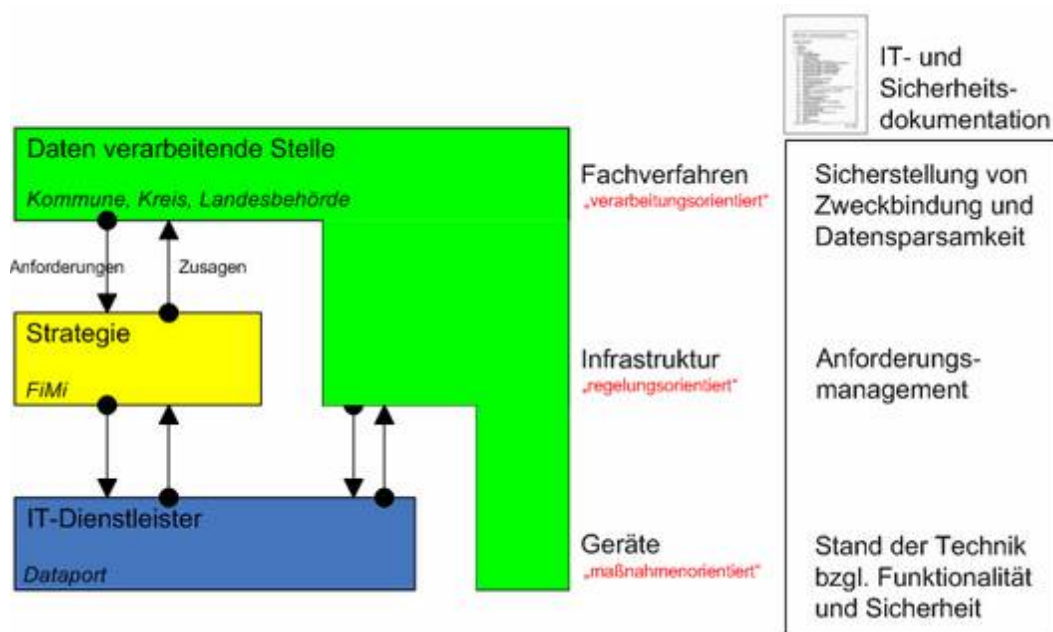 IT- und
Sicherheits-
dokumentation
Daten verarbeitende Stelle
Kommune, Kreis, Landesbehörde
Fachverfahren
„verarbeitungsorientiert“
Sicherstellung von
Zweckbindung und
Datensparsamkeit
Anforderungen
Zusagen
Strategie
FiMi
Infrastruktur
„regelungsorientiert“
Anforderungs-
management
IT-Dienstleister
Dataport
Geräte
„maßnahmenorientiert“
Stand der Technik
bzgl. Funktionalität
und Sicherheit